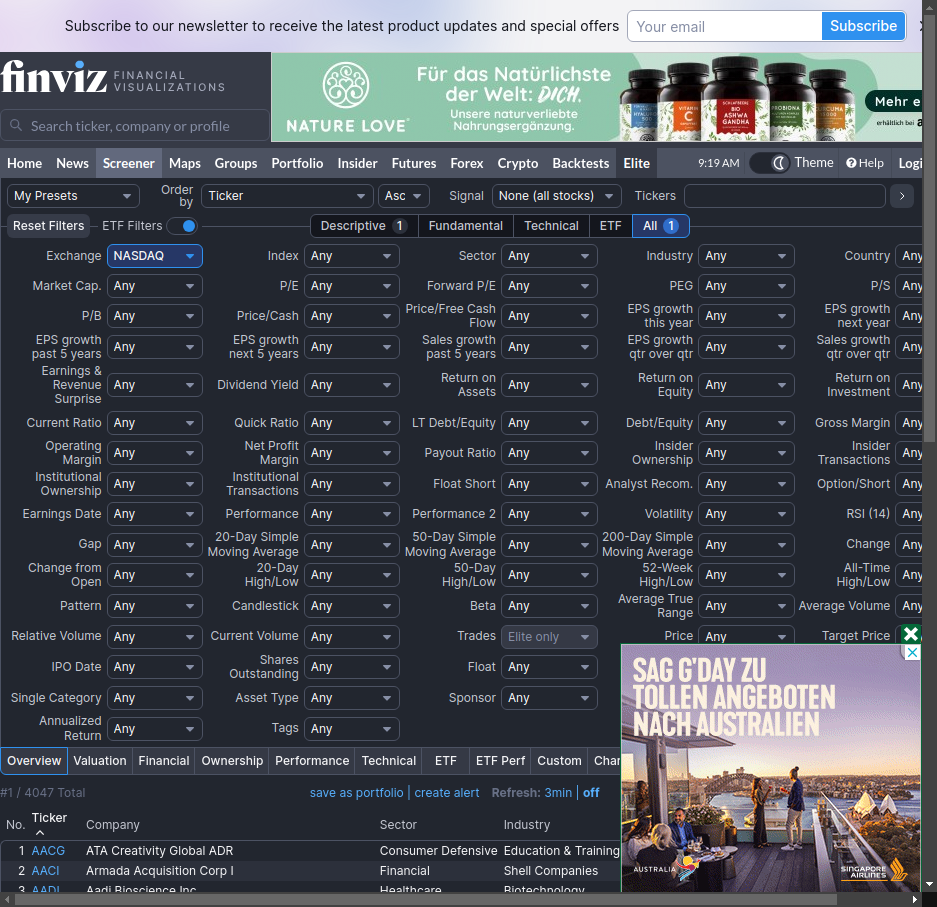 Subscribe to our newsletter to receive the latest product updates and special offers
Your email
Subscribe
finviz
FINANCIAL
VISUALIZATIONS
Search ticker, company or profile
NATURE LOVE®
Für das Natürlichste
der Welt: DICH.
Unsere naturverliebte
Nahrungsergänzung.
VITAMIN C
BIO ASHWAGANDHA
PROBIONA
Mehr e
erhältlich bei
Home News Screener Maps Groups Portfolio Insider Futures Forex Crypto Backtests Elite 9:19 AM Theme Help Logi
My Presets Order by Ticker Asc Signal None (all stocks) Tickers
Reset Filters ETF Filters Descriptive 1 Fundamental Technical ETF All 1
Exchange NASDAQ Index Any Sector Any Industry Any Country Any
Market Cap. Any P/E Any Forward P/E Any PEG Any P/S Any
P/B Any Price/Cash Any Price/Free Cash Flow Any EPS growth this year Any EPS growth next year Any
EPS growth past 5 years Any EPS growth next 5 years Any Sales growth past 5 years Any EPS growth qtr over qtr Any Sales growth qtr over qtr Any
Earnings & Revenue Surprise Any Dividend Yield Any Return on Assets Any Return on Equity Any Return on Investment Any
Current Ratio Any Quick Ratio Any LT Debt/Equity Any Debt/Equity Any Gross Margin Any
Operating Margin Any Net Profit Margin Any Payout Ratio Any Insider Ownership Any Insider Transactions Any
Institutional Ownership Any Institutional Transactions Any Float Short Any Analyst Recom. Any Option/Short Any
Earnings Date Any Performance Any Performance 2 Any Volatility Any RSI (14) Any
Gap Any 20-Day Simple Moving Average Any 50-Day Simple Moving Average Any 200-Day Simple Moving Average Any Change Any
Change from Open Any 20-Day High/Low Any 50-Day High/Low Any 52-Week High/Low Any All-Time High/Low Any
Pattern Any Candlestick Any Beta Any Average True Range Any Average Volume Any
Relative Volume Any Current Volume Any Trades Elite only Price Any Target Price Any
IPO Date Any Shares Outstanding Any Float Any
Single Category Any Asset Type Any Sponsor Any
Annualized Return Any Tags Any
Overview Valuation Financial Ownership Performance Technical ETF ETF Perf Custom Char
#1 / 4047 Total save as portfolio | create alert Refresh: 3min | off
No. Ticker Company Sector Industry
1 AACG ATA Creativity Global ADR Consumer Defensive Education & Training
2 AACI Armada Acquisition Corp I Financial Shell Companies
3 AADI Aadi Bioscience Inc Healthcare Biotechnology
SAG G'DAY ZU
TOLLEN ANGEBOTEN
NACH AUSTRALIEN
AUSTRALIA
SINGAPORE
AIRLINES